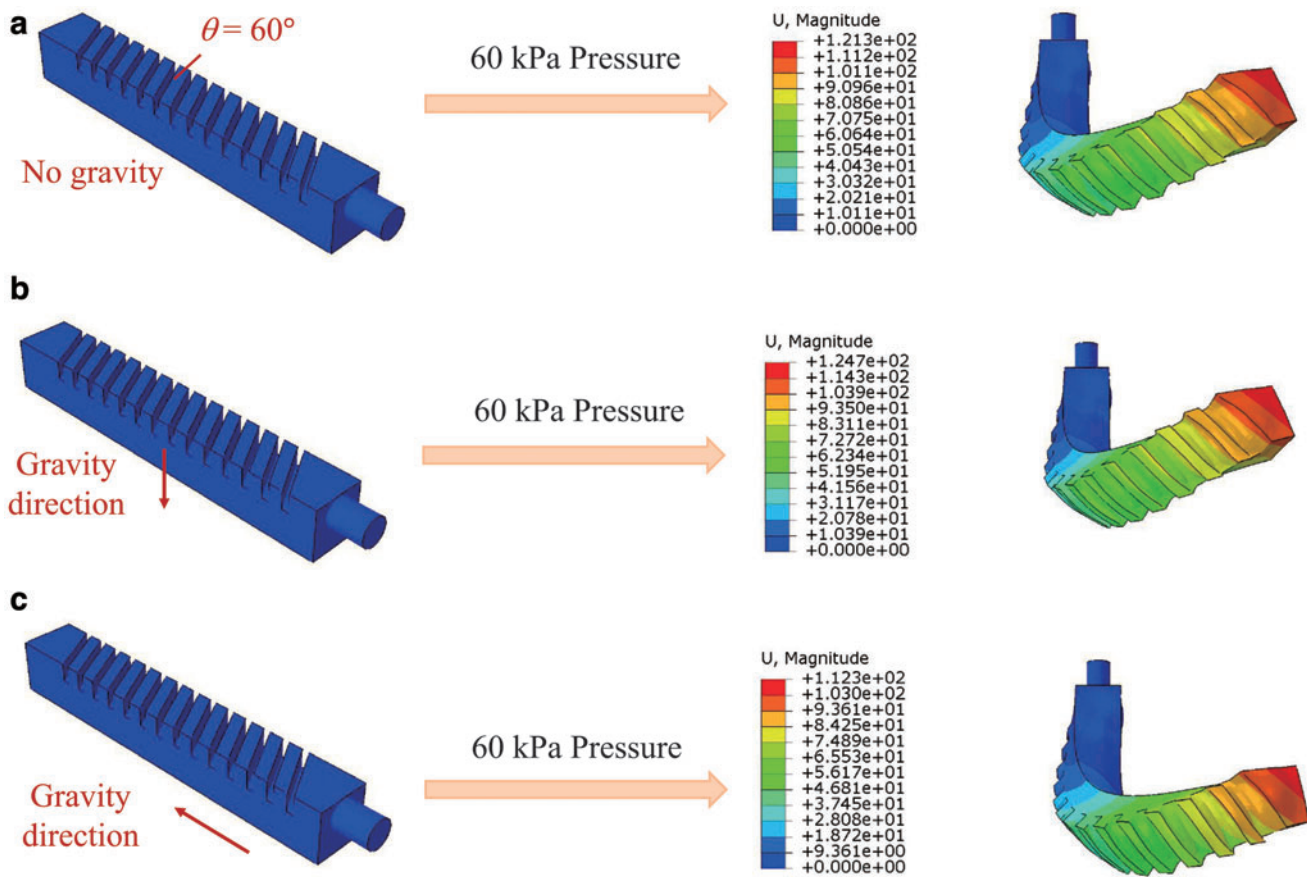 a
θ = 60°
No gravity
60 kPa Pressure
U, Magnitude
+1.213e+02
+1.112e+02
+1.011e+02
+9.096e+01
+8.086e+01
+7.075e+01
+6.064e+01
+5.054e+01
+4.043e+01
+3.032e+01
+2.021e+01
+1.011e+01
+0.000e+00
b
Gravity
direction
60 kPa Pressure
U, Magnitude
+1.247e+02
+1.143e+02
+1.039e+02
+9.350e+01
+8.311e+01
+7.272e+01
+6.234e+01
+5.195e+01
+4.156e+01
+3.117e+01
+2.078e+01
+1.039e+01
+0.000e+00
c
Gravity
direction
60 kPa Pressure
U, Magnitude
+1.123e+02
+1.030e+02
+9.361e+01
+8.425e+01
+7.489e+01
+6.553e+01
+5.617e+01
+4.681e+01
+3.745e+01
+2.808e+01
+1.872e+01
+9.361e+00
+0.000e+00